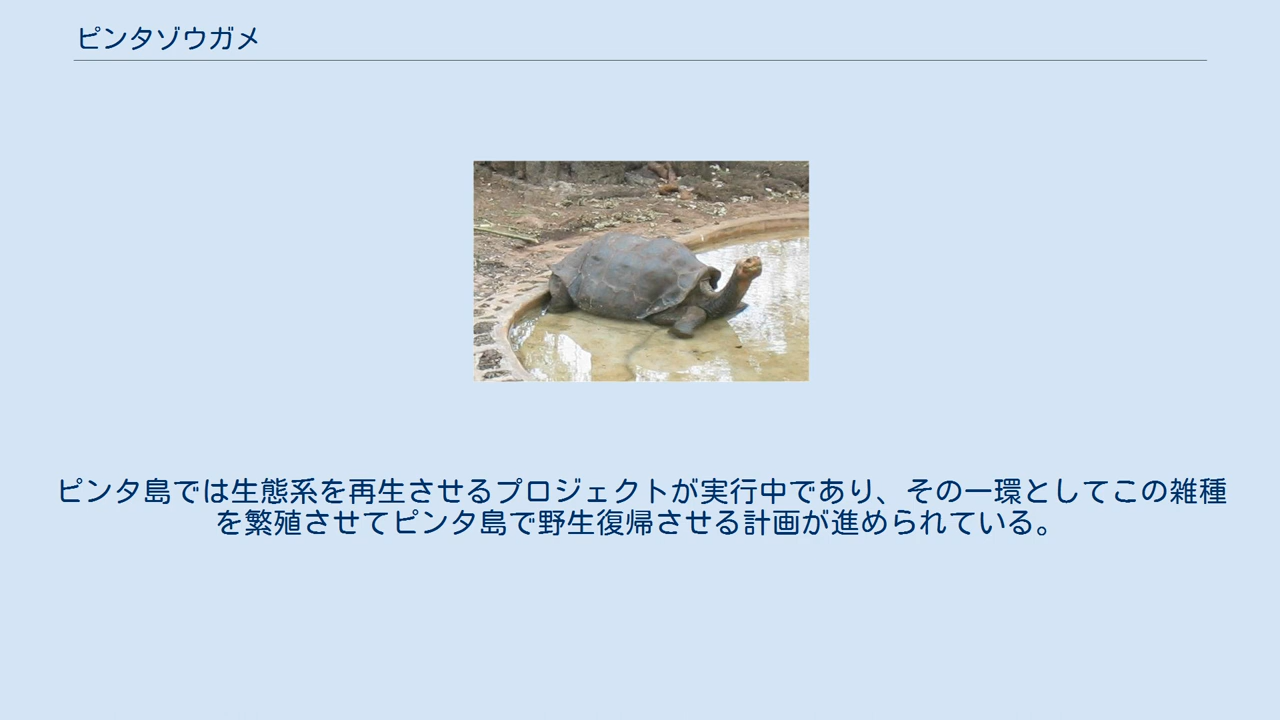 ピンタゾウガメ
ピンタ島では生態系を再生させるプロジェクトが実行中であり、その一環としてこの雑種
を繁殖させてピンタ島で野生復帰させる計画が進められている。